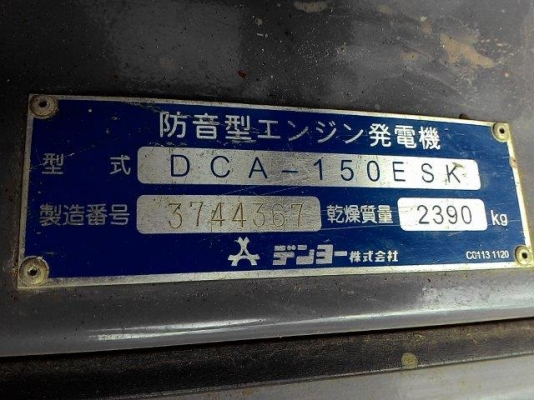 防音型エンジン発電機
型式 DCA-150ESK
製造番号 3744367 乾燥質量 2390 kg
デンヨー株式会社 C0113 1120